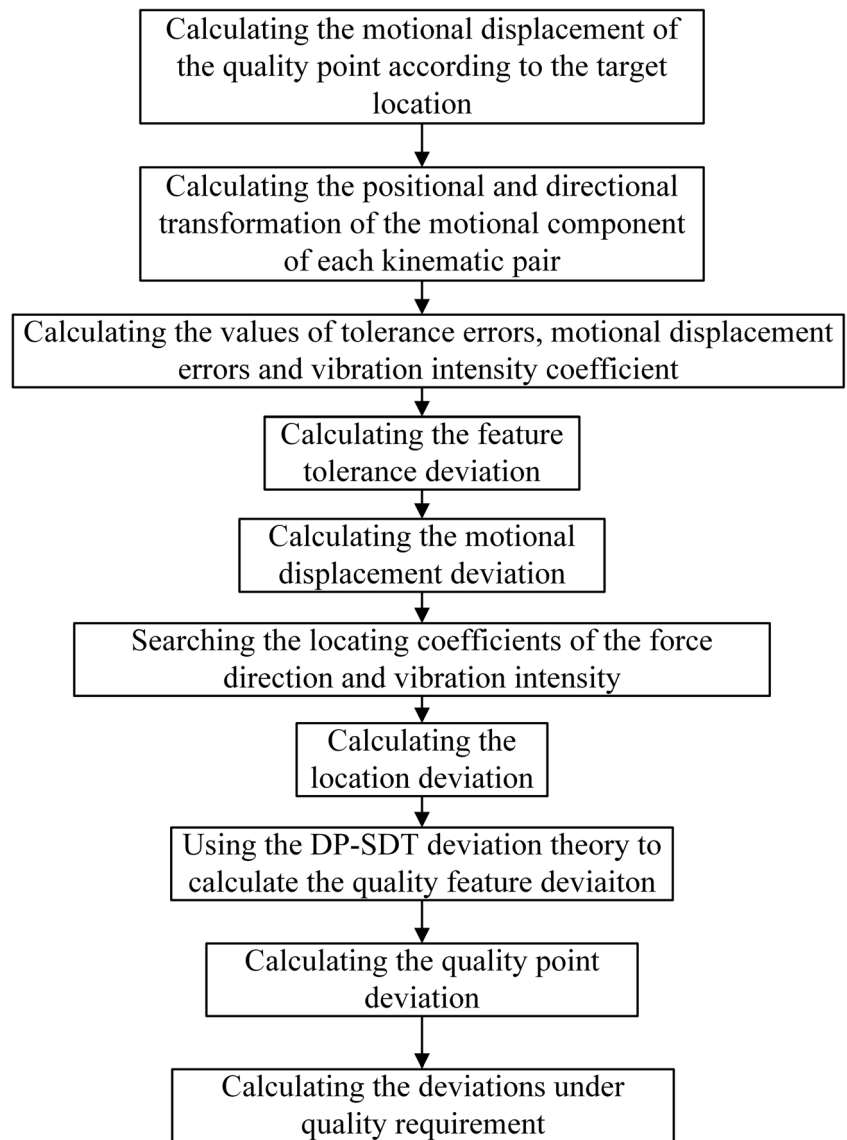 Calculating the motional displacement of
the quality point according to the target
location
Calculating the positional and directional
transformation of the motional component
of each kinematic pair
Calculating the values of tolerance errors, motional displacement
errors and vibration intensity coefficient
Calculating the feature
tolerance deviation
Calculating the motional
displacement deviation
Searching the locating coefficients of the force
direction and vibration intensity
Calculating the
location deviation
Using the DP-SDT deviation theory to
calculate the quality feature deviaiton
Calculating the quality point
deviation
Calculating the deviations under
quality requirement